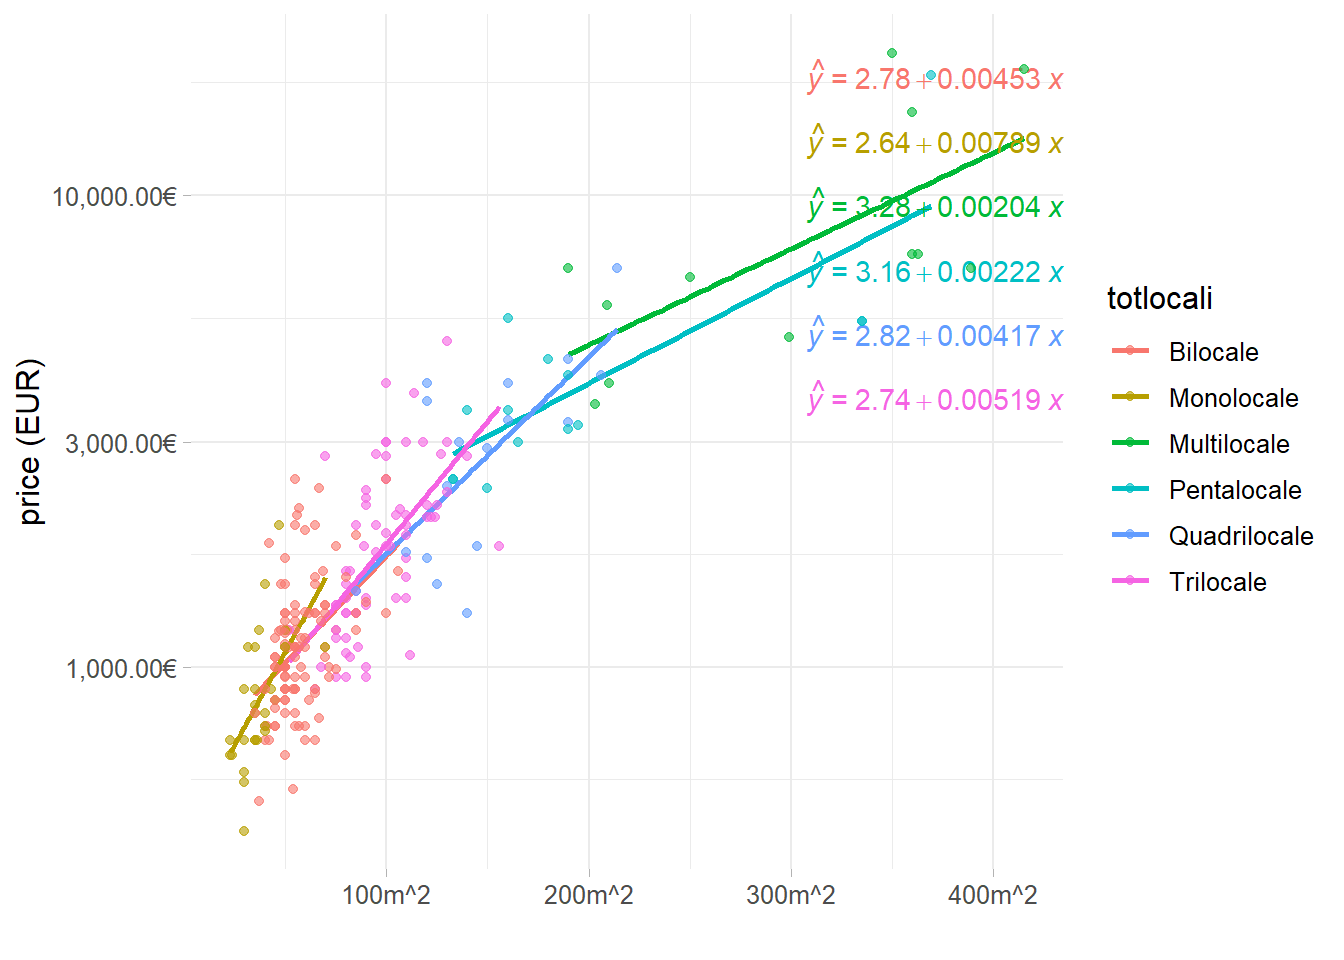 ŷ = 2.78 + 0.00453 x
ŷ = 2.64 + 0.00789 x
10,000.00€
ŷ = 3.28 + 0.00204 x
ŷ = 3.16 + 0.00222 x
ŷ = 2.82 + 0.00417 x
ŷ = 2.74 + 0.00519 x
3,000.00€
1,000.00€
price (EUR)
100m^2 200m^2 300m^2 400m^2
totlocali
Bilocale
Monolocale
Multilocale
Pentalocale
Quadrilocale
Trilocale